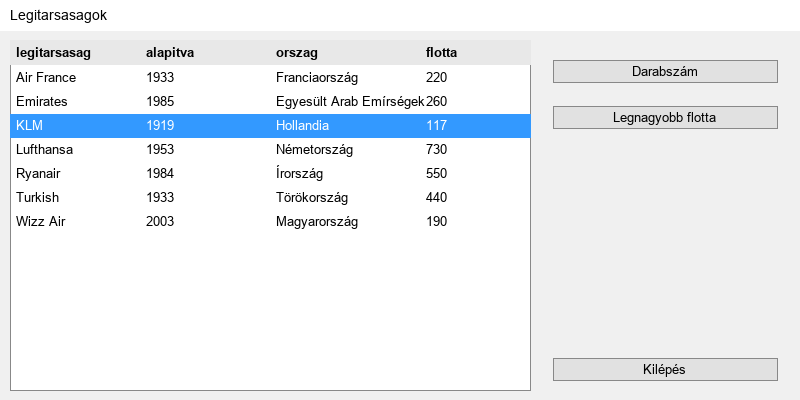 Legitarsasagok
legitarsasag alapitva orszag flotta
Air France 1933 Franciaország 220
Emirates 1985 Egyesült Arab Emírségek 260
KLM 1919 Hollandia 117
Lufthansa 1953 Németország 730
Ryanair 1984 Írország 550
Turkish 1933 Törökország 440
Wizz Air 2003 Magyarország 190
Darabszám
Legnagyobb flotta
Kilépés